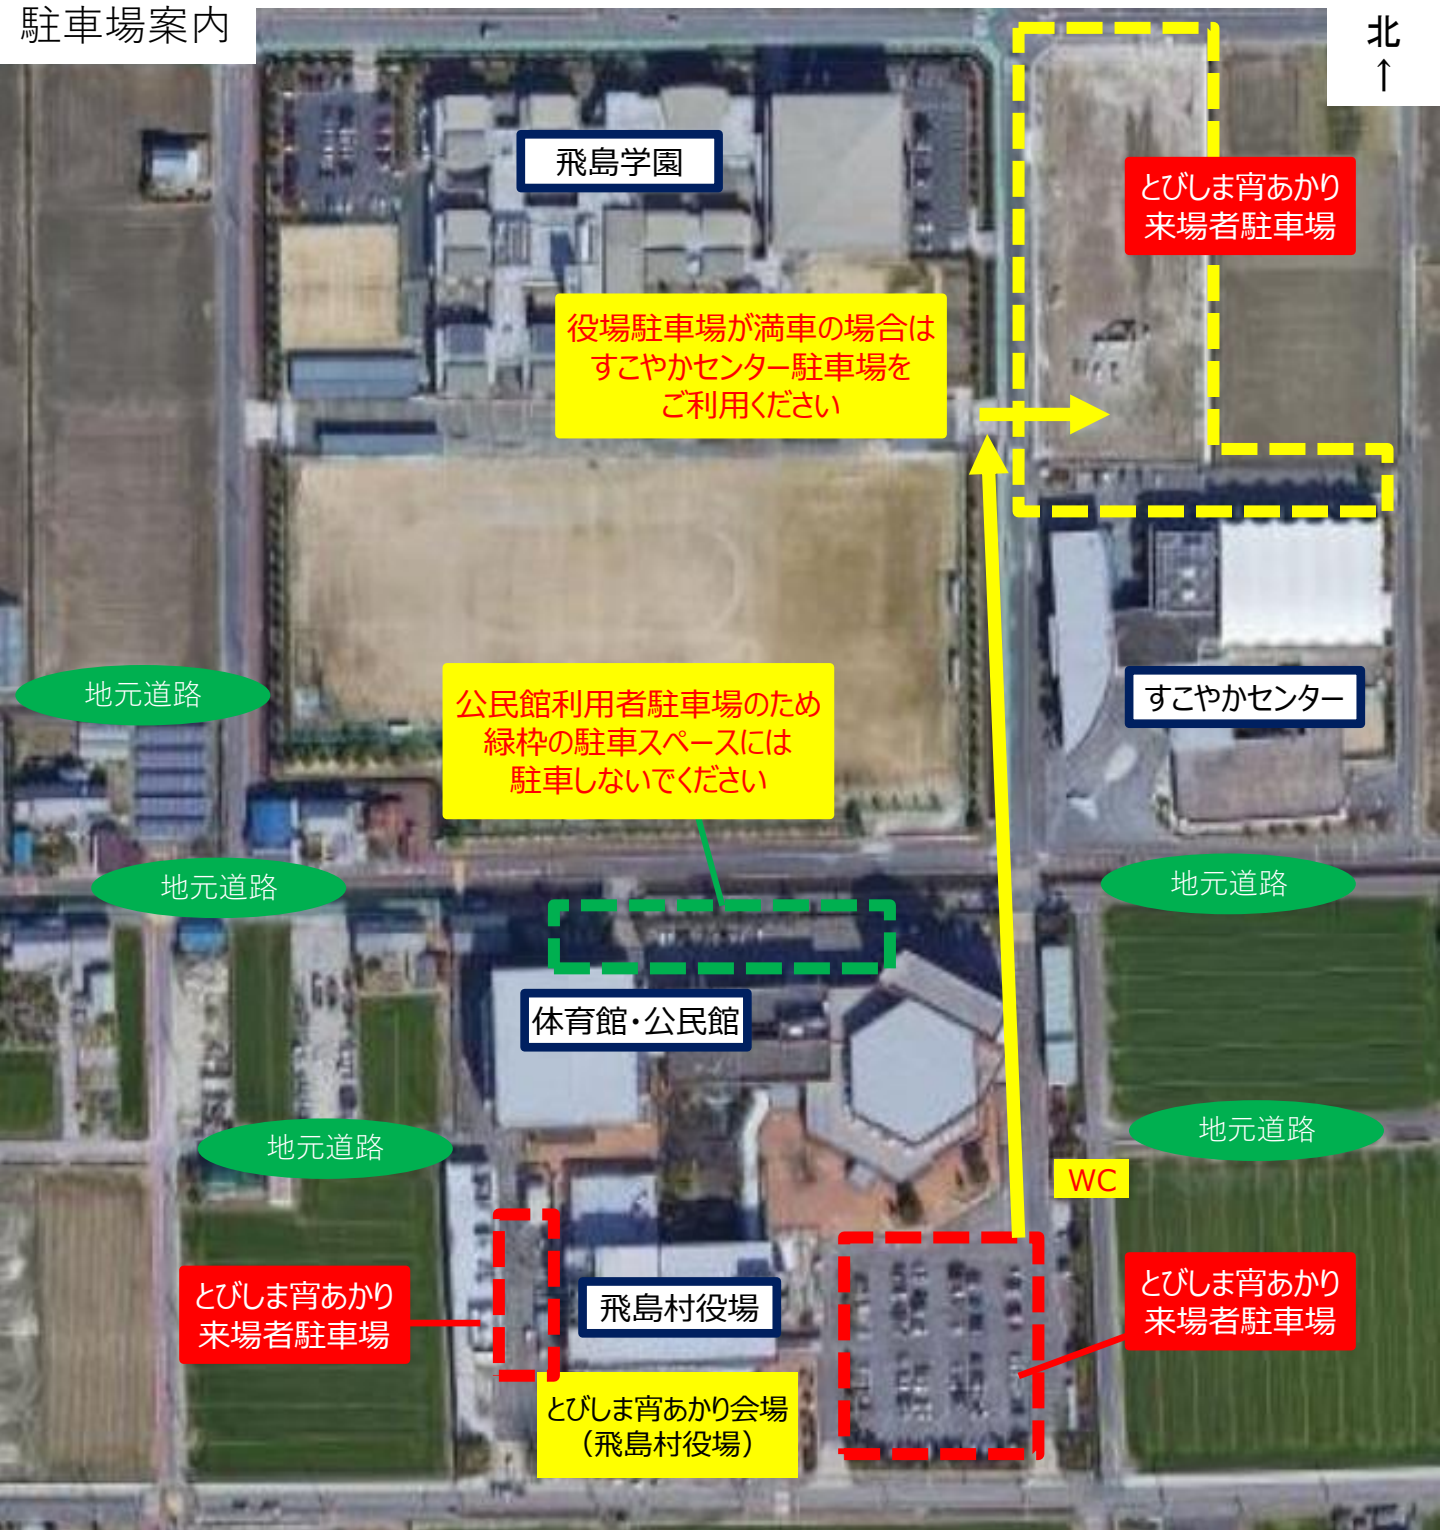 駐車場案内
北
↑
飛島学園
とびしま宵あかり
来場者駐車場
役場駐車場が満車の場合は
すこやかセンター駐車場を
ご利用ください
地元道路
公民館利用者駐車場のため
緑枠の駐車スペースには
駐車しないでください
すこやかセンター
地元道路
地元道路
体育館・公民館
地元道路
地元道路
WC
とびしま宵あかり
来場者駐車場
飛島村役場
とびしま宵あかり
来場者駐車場
とびしま宵あかり会場
（飛島村役場）